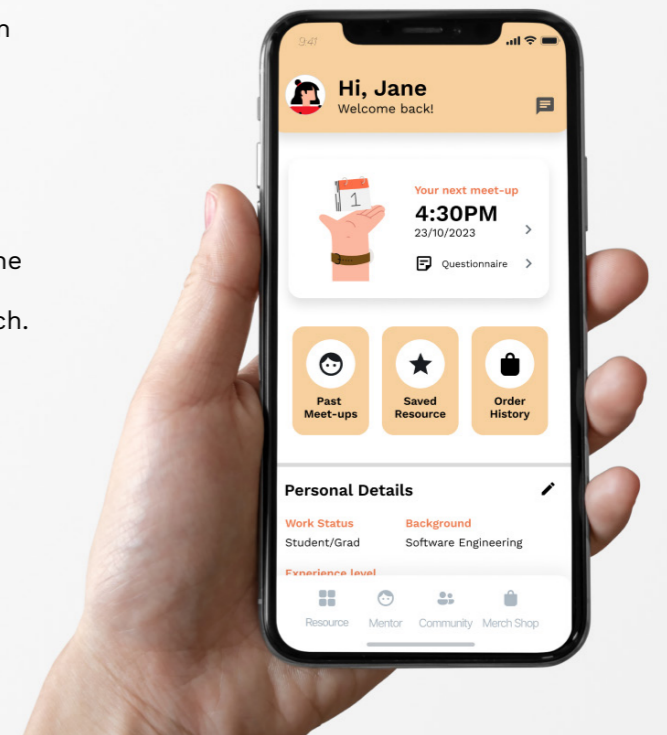 n
ne
ch.
9:41
Hi, Jane
Welcome back!
1
Your next meet-up
4:30PM
23/10/2023
Questionnaire
Past
Meet-ups
Saved
Resource
Order
History
Personal Details
Work Status
Background
Student/Grad
Software Engineering
Experience level
Resource
Mentor
Community
Merch Shop